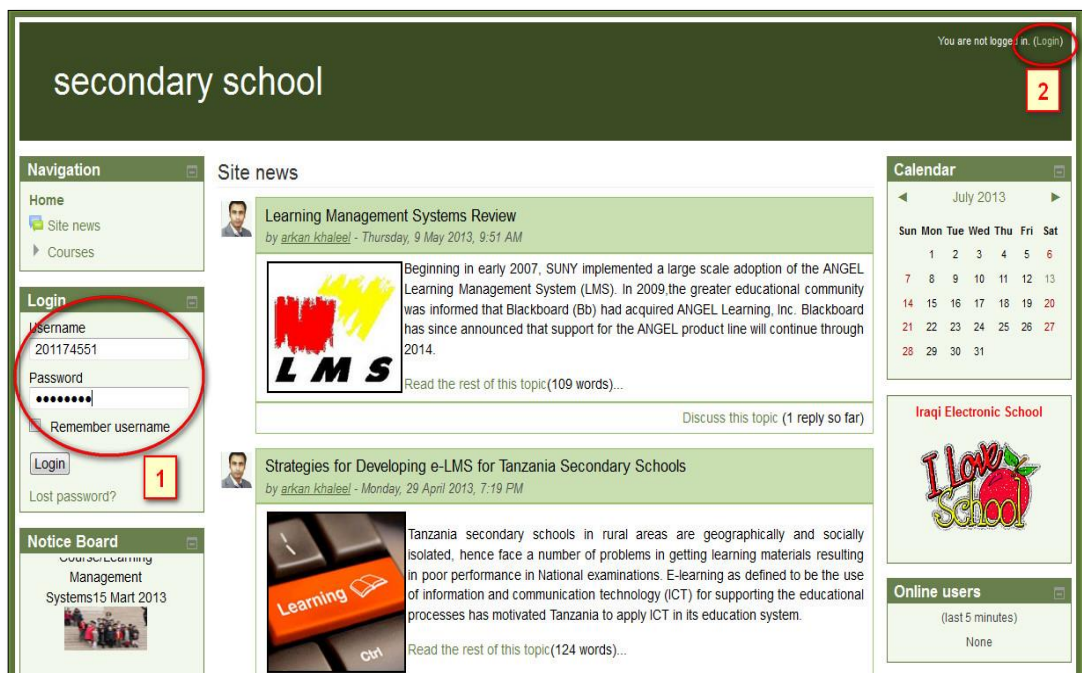 You are not logged in. (Login)
secondary school
2
Navigation
Home
Site news
Courses
Login
Username
201174551
Password
••••••••
Remember username
Login
1
Lost password?
Notice Board
Course/Learning
Management
Systems15 Mart 2013
Site news
Learning Management Systems Review
by arkan khaleel - Thursday, 9 May 2013, 9:51 AM
LMS
Beginning in early 2007, SUNY implemented a large scale adoption of the ANGEL
Learning Management System (LMS). In 2009,the greater educational community
was informed that Blackboard (Bb) had acquired ANGEL Learning, Inc. Blackboard
has since announced that support for the ANGEL product line will continue through
2014.
Read the rest of this topic(109 words)...
Discuss this topic (1 reply so far)
Strategies for Developing e-LMS for Tanzania Secondary Schools
by arkan khaleel - Monday, 29 April 2013, 7:19 PM
Learning
Ctrl
Tanzania secondary schools in rural areas are geographically and socially
isolated, hence face a number of problems in getting learning materials resulting
in poor performance in National examinations. E-learning as defined to be the use
of information and communication technology (ICT) for supporting the educational
processes has motivated Tanzania to apply ICT in its education system.
Read the rest of this topic(124 words)...
Calendar
July 2013
Sun Mon Tue Wed Thu Fri Sat
1 2 3 4 5 6
7 8 9 10 11 12 13
14 15 16 17 18 19 20
21 22 23 24 25 26 27
28 29 30 31
Iraqi Electronic School
I Love
School
Online users
(last 5 minutes)
None